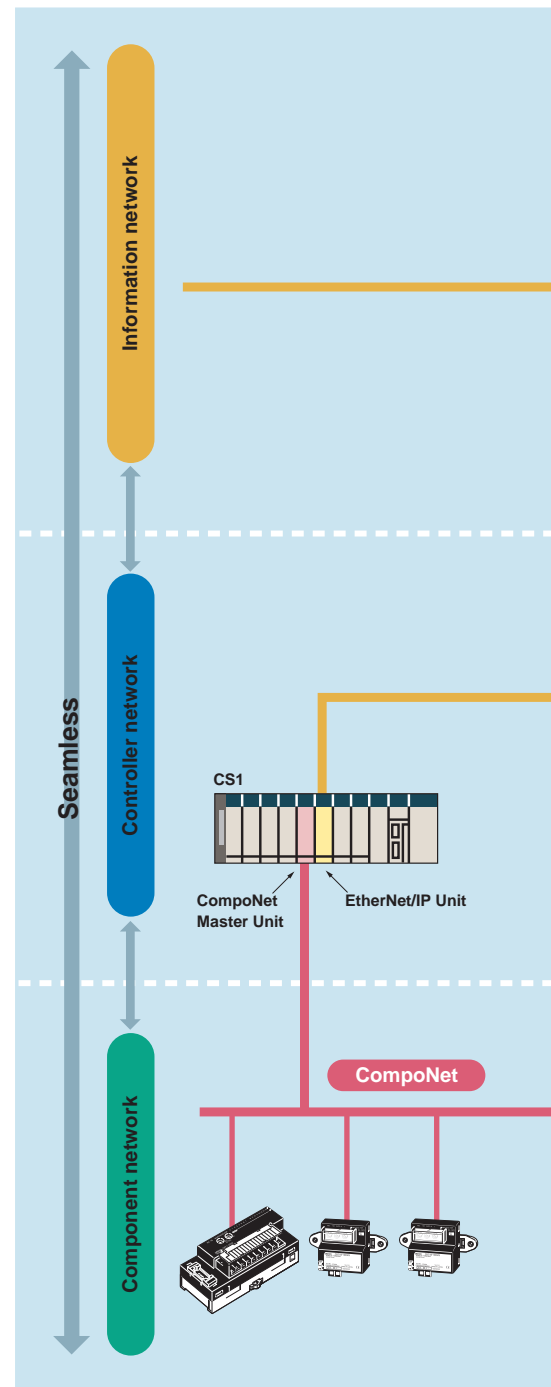 Seamless
Information network
Controller network
CS1
CompoNet
Master Unit
EtherNet/IP Unit
Component network
CompoNet